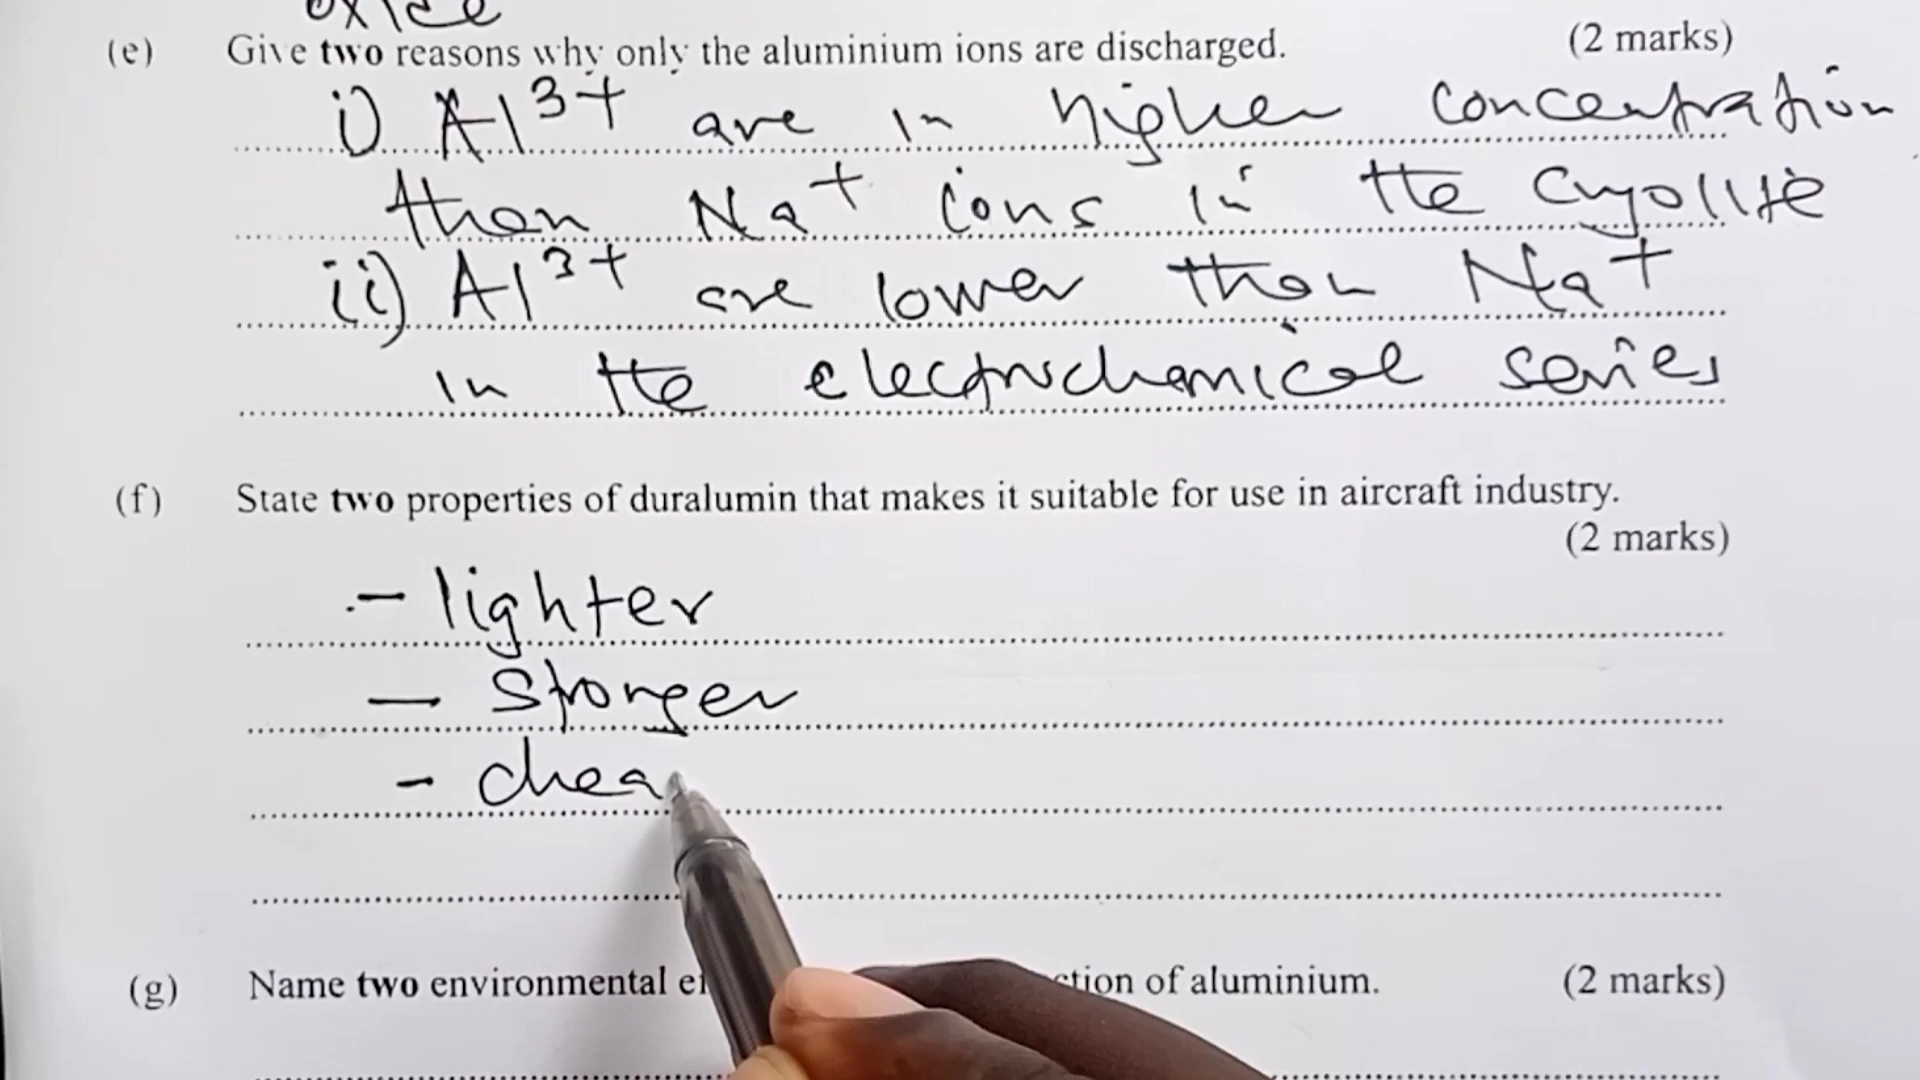 oxide
(e) Give two reasons why only the aluminium ions are discharged. (2 marks)
i) Al³⁺ are in higher concentration
than Na⁺ ions in the cryolite
ii) Al³⁺ are lower than Na⁺
in the electrochemical series
(f) State two properties of duralumin that makes it suitable for use in aircraft industry.
(2 marks)
- lighter
- stronger
- chea
(g) Name two environmental ction of aluminium. (2 marks)